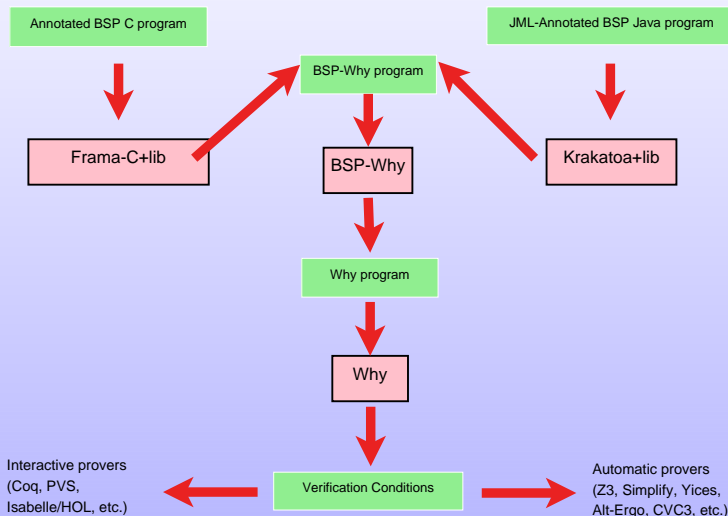 Annotated BSP C program
JML-Annotated BSP Java program
BSP-Why program
Frama-C+lib
BSP-Why
Krakatoa+lib
Why program
Why
Interactive provers
(Coq, PVS,
Isabelle/HOL, etc.)
Verification Conditions
Automatic provers
(Z3, Simplify, Yices,
Alt-Ergo, CVC3, etc.)